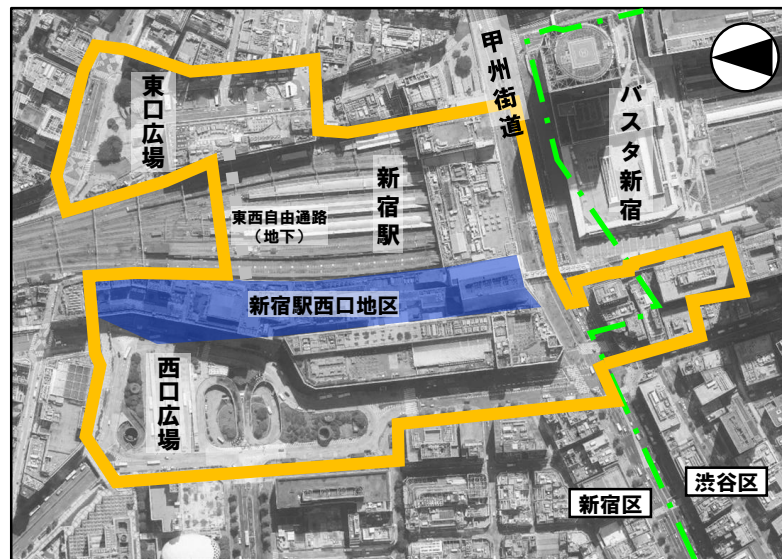 甲州街道
東口広場
バスタ新宿
新宿駅
東西自由通路
(地下)
新宿駅西口地区
西口広場
渋谷区
新宿区